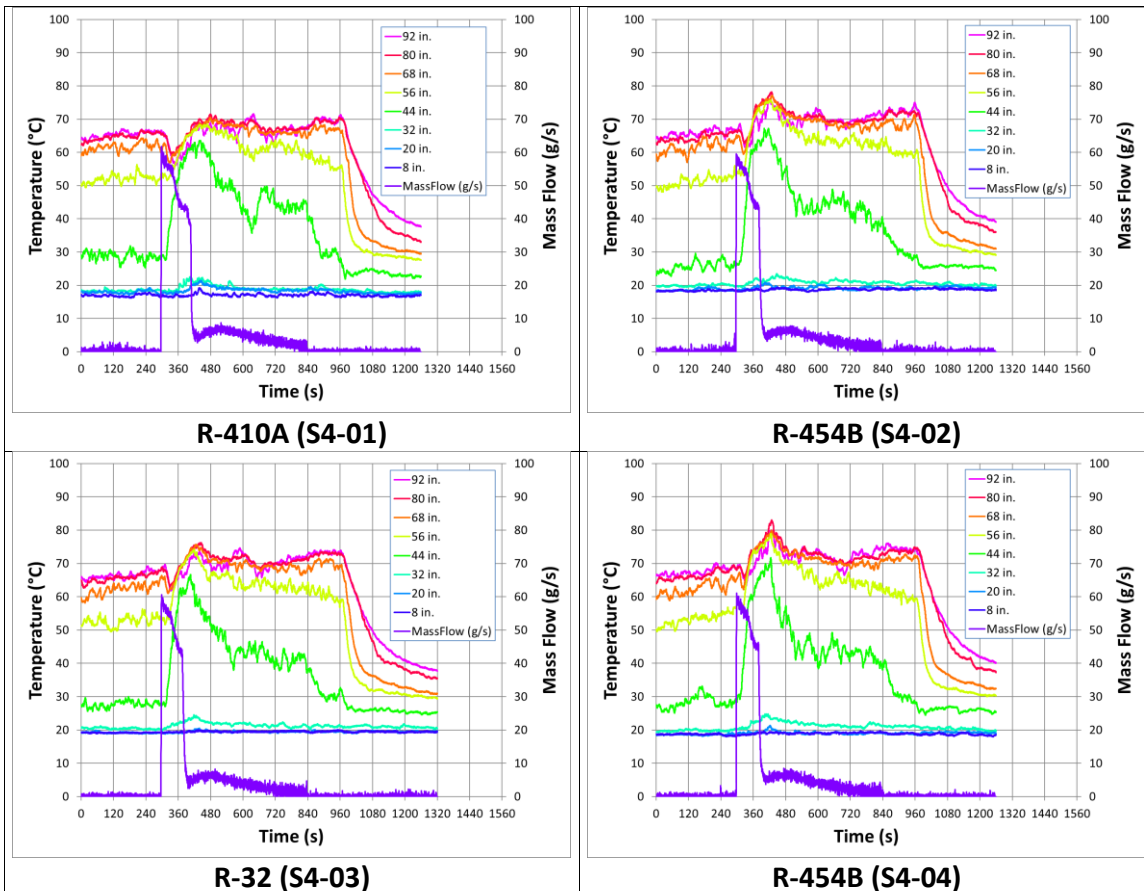 100
90
80
70
60
50
40
30
20
10
0
Temperature (°C)
100
90
80
70
60
50
40
30
20
10
0
Mass Flow (g/s)
92 in.
80 in.
68 in.
56 in.
44 in.
32 in.
20 in.
8 in.
MassFlow (g/s)
0 120 240 360 480 600 720 840 960 1080 1200 1320 1440 1560
Time (s)
R-410A (S4-01)
100
90
80
70
60
50
40
30
20
10
0
Temperature (°C)
100
90
80
70
60
50
40
30
20
10
0
Mass Flow (g/s)
92 in.
80 in.
68 in.
56 in.
44 in.
32 in.
20 in.
8 in.
MassFlow (g/s)
0 120 240 360 480 600 720 840 960 1080 1200 1320 1440 1560
Time (s)
R-454B (S4-02)
100
90
80
70
60
50
40
30
20
10
0
Temperature (°C)
100
90
80
70
60
50
40
30
20
10
0
Mass Flow (g/s)
92 in.
80 in.
68 in.
56 in.
44 in.
32 in.
20 in.
8 in.
MassFlow (g/s)
0 120 240 360 480 600 720 840 960 1080 1200 1320 1440 1560
Time (s)
R-32 (S4-03)
100
90
80
70
60
50
40
30
20
10
0
Temperature (°C)
100
90
80
70
60
50
40
30
20
10
0
Mass Flow (g/s)
92 in.
80 in.
68 in.
56 in.
44 in.
32 in.
20 in.
8 in.
MassFlow (g/s)
0 120 240 360 480 600 720 840 960 1080 1200 1320 1440 1560
Time (s)
R-454B (S4-04)